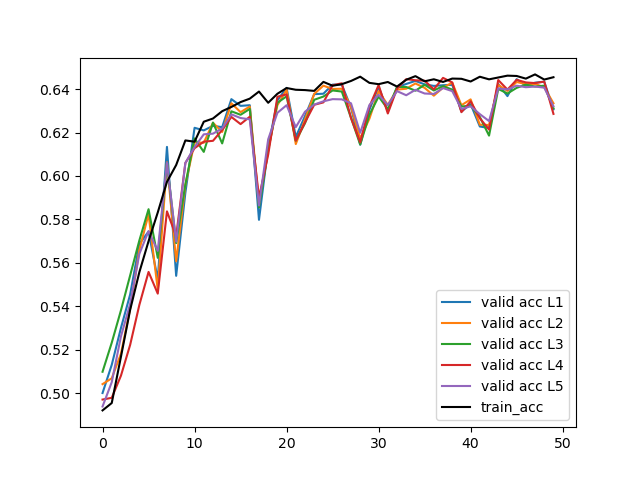 0.64
0.62
0.60
0.58
0.56
0.54
0.52
0.50
valid acc L1
valid acc L2
valid acc L3
valid acc L4
valid acc L5
train_acc
0 10 20 30 40 50